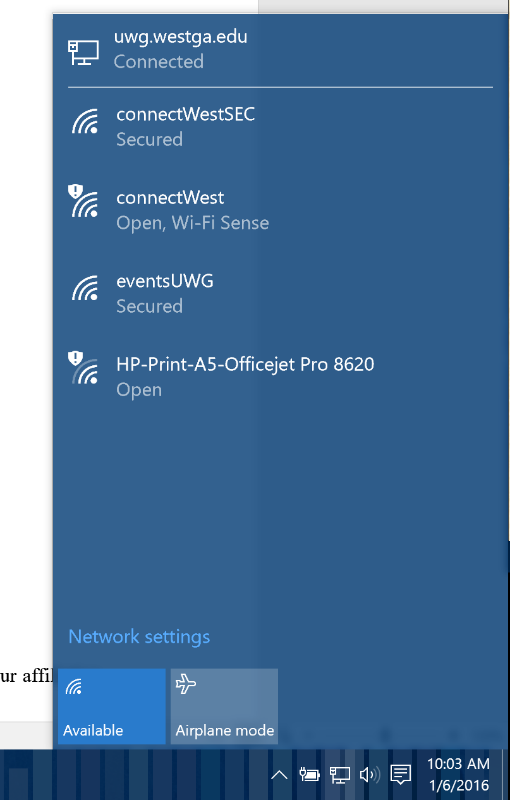 uwg.westga.edu
Connected
connectWestSEC
Secured
connectWest
Open, Wi-Fi Sense
eventsUWG
Secured
HP-Print-A5-Officejet Pro 8620
Open
Network settings
ur affil
Available
Airplane mode
10:03 AM
1/6/2016